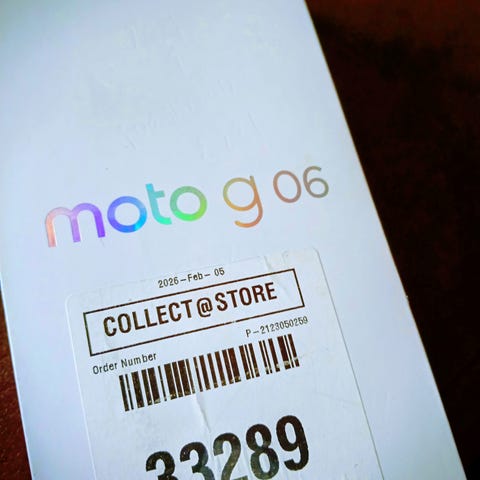 moto g 06
2026-Feb-05
COLLECT@STORE
P-2123050259
Order Number
33289